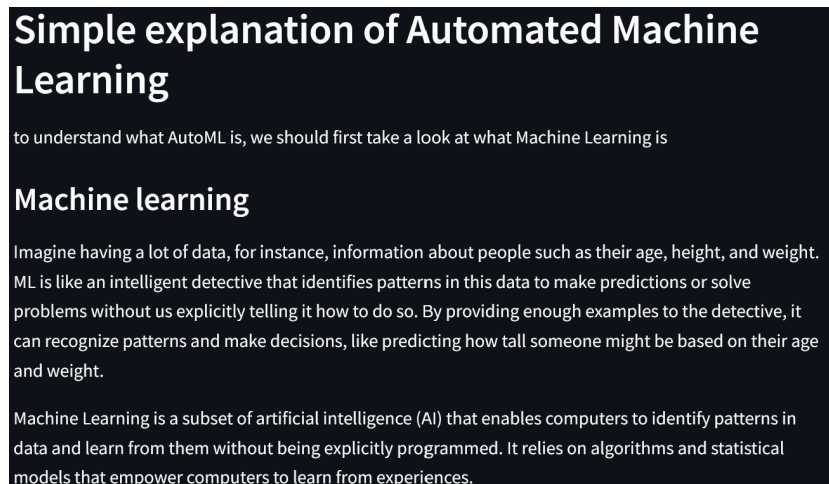 Simple explanation of Automated Machine
Learning
to understand what AutoML is, we should first take a look at what Machine Learning is
Machine learning
Imagine having a lot of data, for instance, information about people such as their age, height, and weight.
ML is like an intelligent detective that identifies patterns in this data to make predictions or solve
problems without us explicitly telling it how to do so. By providing enough examples to the detective, it
can recognize patterns and make decisions, like predicting how tall someone might be based on their age
and weight.
Machine Learning is a subset of artificial intelligence (AI) that enables computers to identify patterns in
data and learn from them without being explicitly programmed. It relies on algorithms and statistical
models that empower computers to learn from experiences.